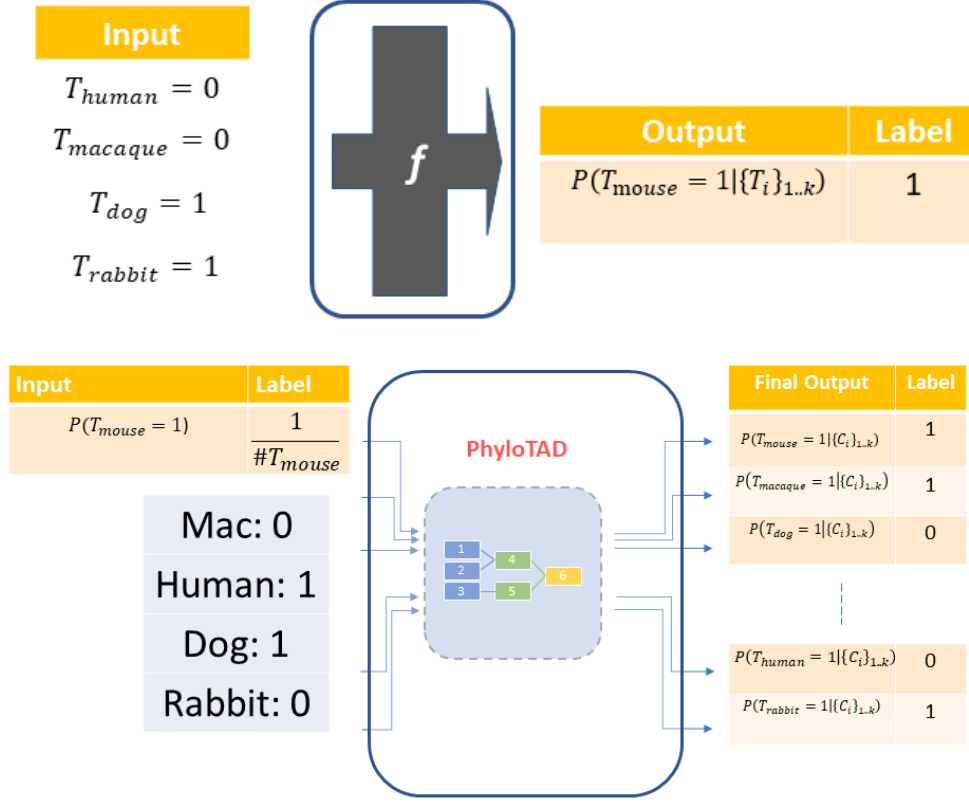 Input
T_human = 0
T_macaque = 0
T_dog = 1
T_rabbit = 1
f
Output Label
P(T_mouse = 1|{T_i}_1..k) 1
Input Label
P(T_mouse = 1) 1
#T_mouse
Mac: 0
Human: 1
Dog: 1
Rabbit: 0
PhyloTAD
1
2
3
4
5
6
Final Output Label
P(T_mouse = 1|{C_i}_1..k) 1
P(T_macaque = 1|{C_i}_1..k) 1
P(T_dog = 1|{C_i}_1..k) 0
P(T_human = 1|{C_i}_1..k) 0
P(T_rabbit = 1|{C_i}_1..k) 1